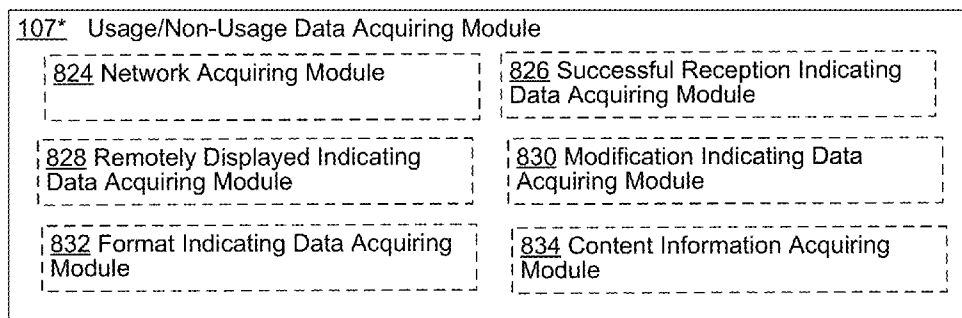 107* Usage/Non-Usage Data Acquiring Module
824 Network Acquiring Module
826 Successful Reception Indicating
Data Acquiring Module
828 Remotely Displayed Indicating
Data Acquiring Module
830 Modification Indicating Data
Acquiring Module
832 Format Indicating Data Acquiring
Module
834 Content Information Acquiring
Module